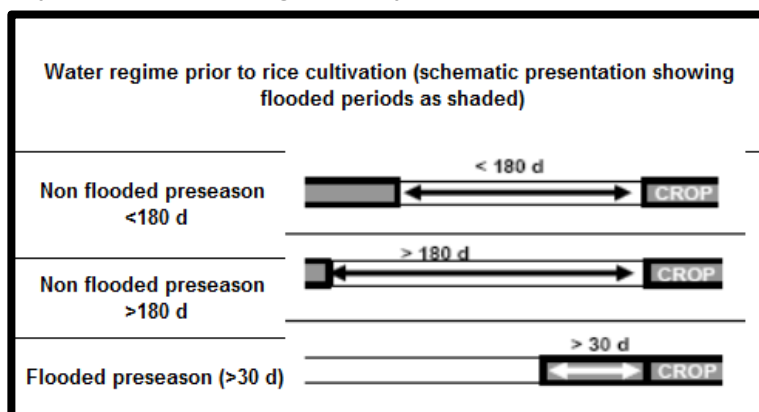 Water regime prior to rice cultivation (schematic presentation showing
flooded periods as shaded)
Non flooded preseason
<180 d
< 180 d
CROP
Non flooded preseason
>180 d
> 180 d
CROP
Flooded preseason (>30 d)
> 30 d
CROP